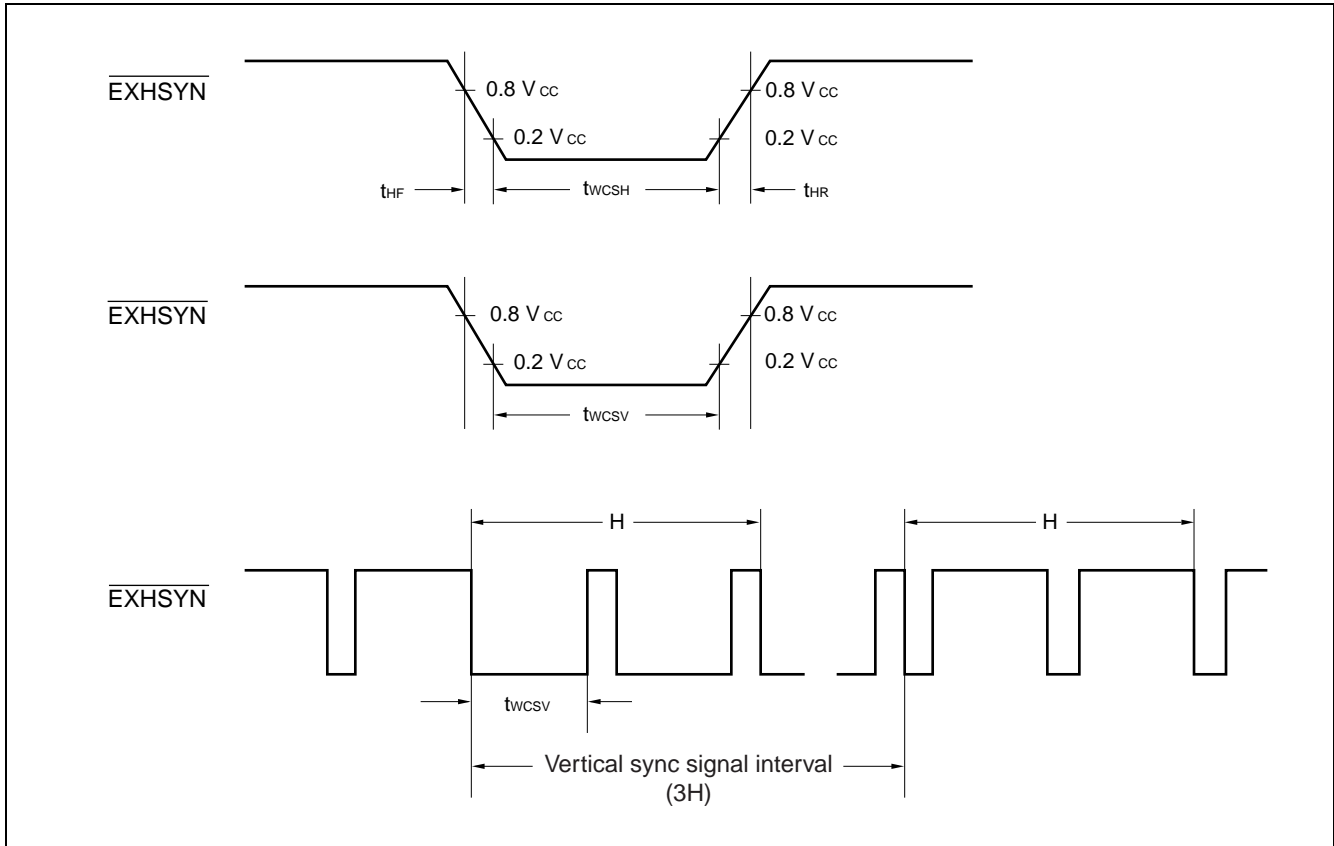 EXHSYN
0.8 VCC
0.8 VCC
0.2 VCC
0.2 VCC
tHF
tWCSH
tHR
EXHSYN
0.8 VCC
0.8 VCC
0.2 VCC
0.2 VCC
tWCSV
H
H
EXHSYN
tWCSV
Vertical sync signal interval
(3H)